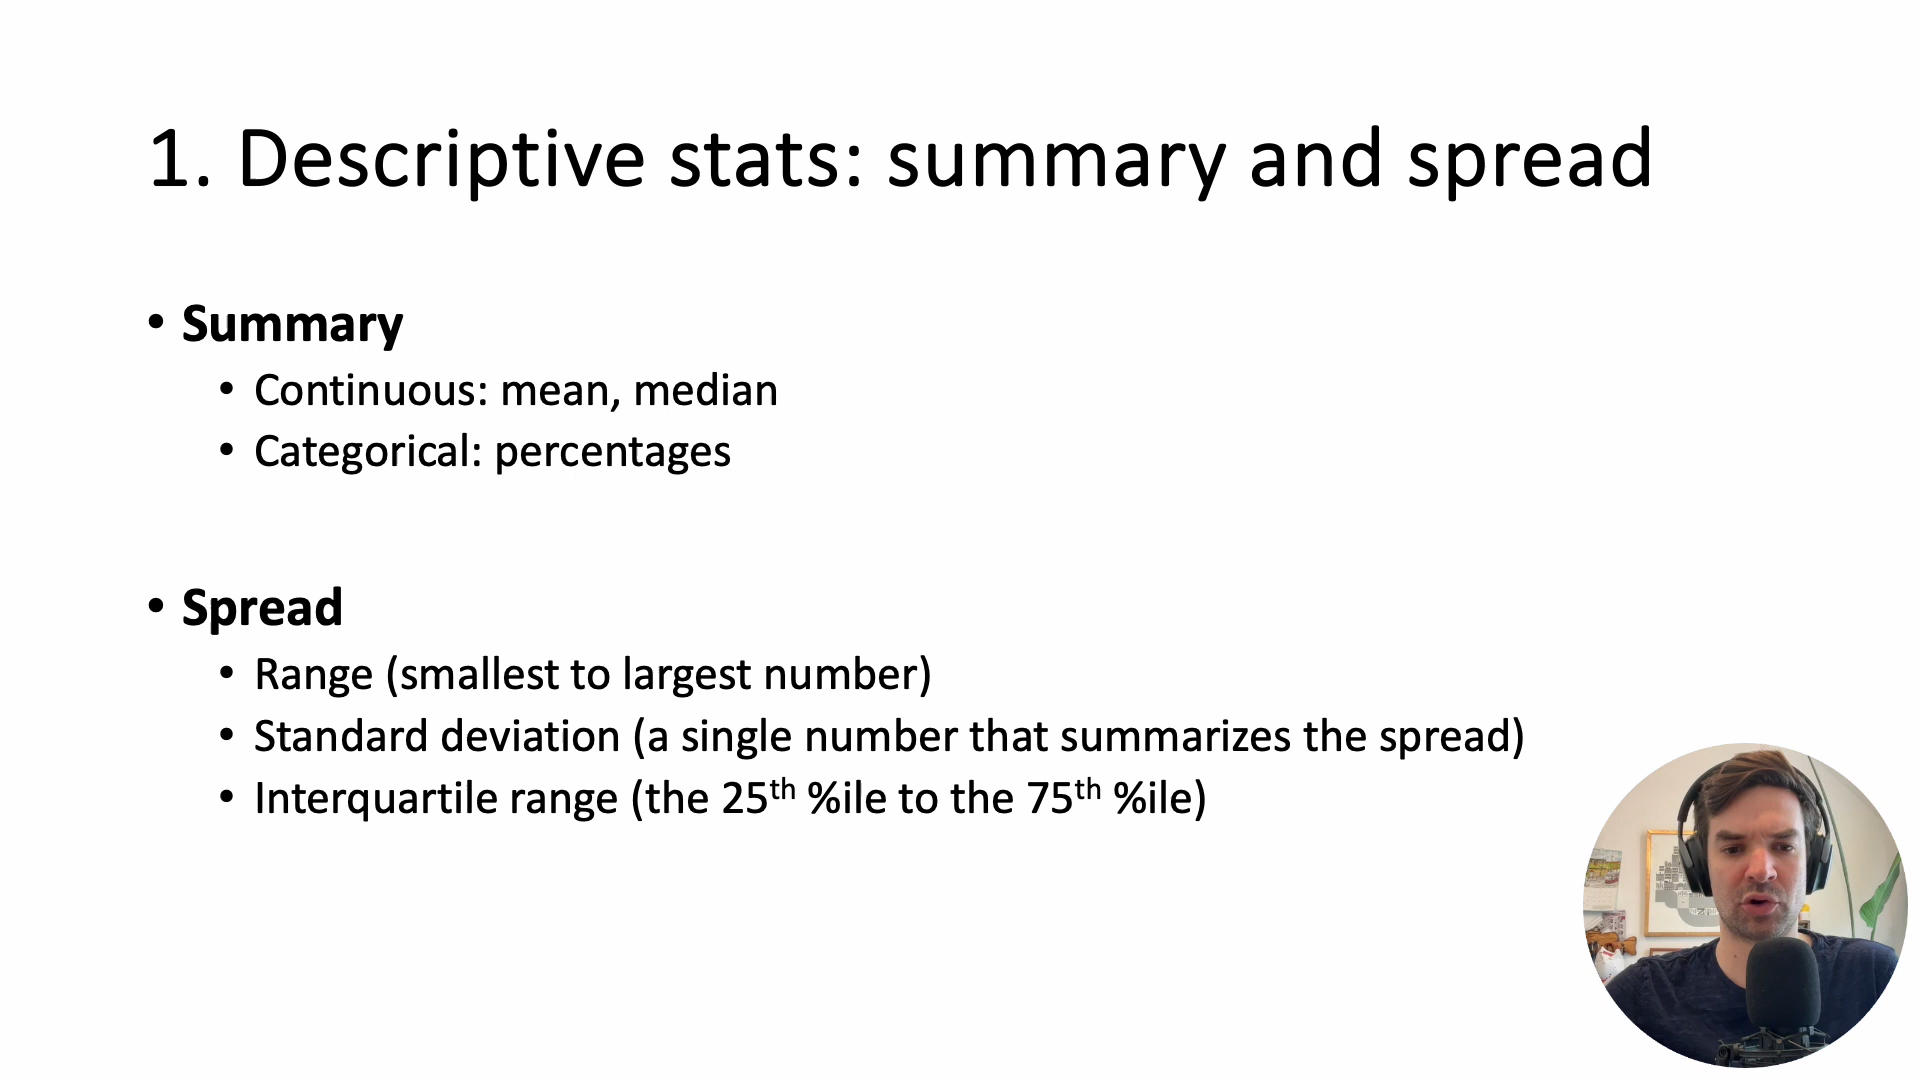 1. Descriptive stats: summary and spread
• Summary
• Continuous: mean, median
• Categorical: percentages
• Spread
• Range (smallest to largest number)
• Standard deviation (a single number that summarizes the spread)
• Interquartile range (the 25th %ile to the 75th %ile)